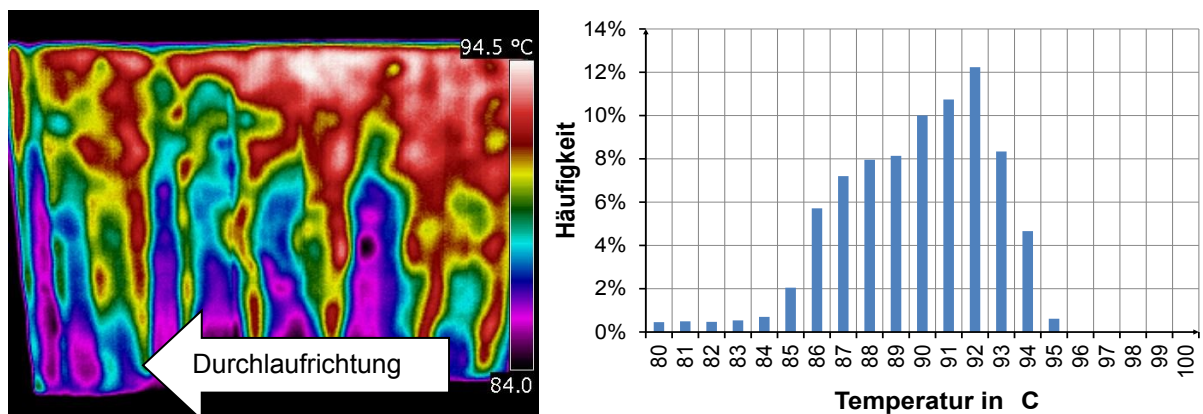 94.5 °C
Durchlaufrichtung
84.0
Häufigkeit
14%
12%
10%
8%
6%
4%
2%
0%
80 81 82 83 84 85 86 87 88 89 90 91 92 93 94 95 96 97 98 99 100
Temperatur in C